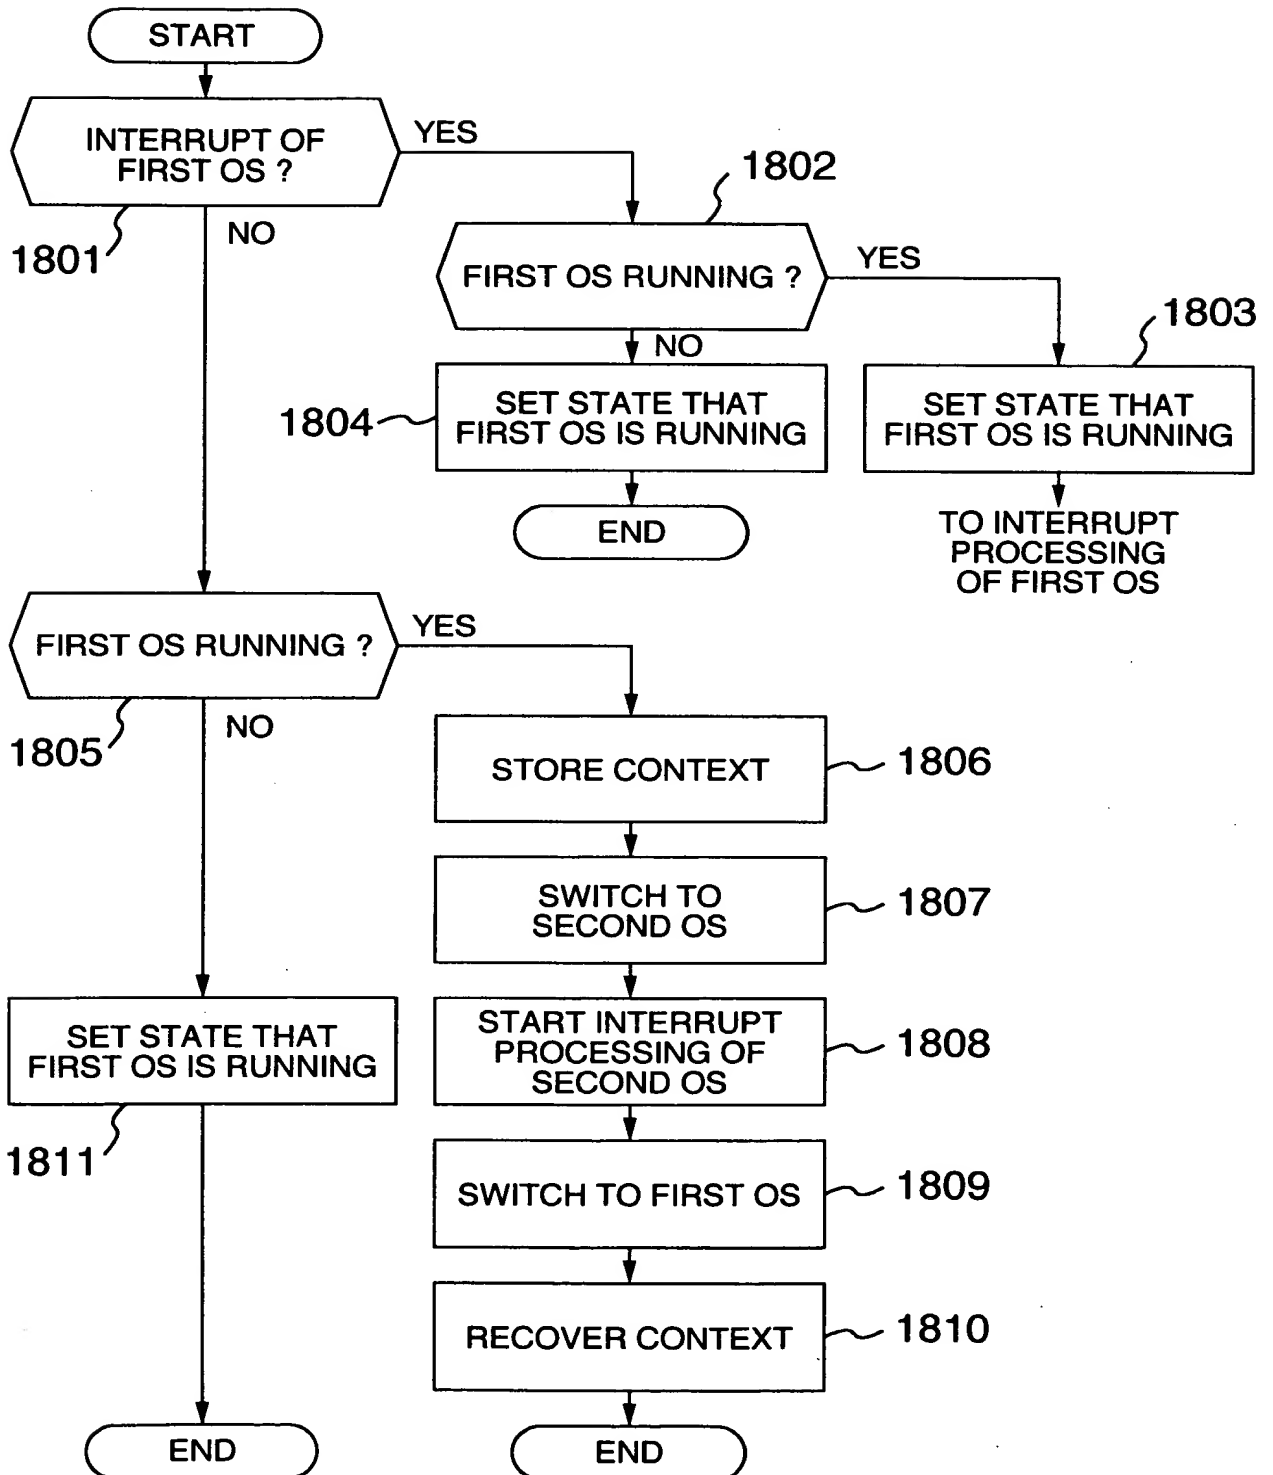 START
INTERRUPT OF
FIRST OS ?
YES
1801
NO
1802
FIRST OS RUNNING ?
YES
NO
1803
1804
SET STATE THAT
FIRST OS IS RUNNING
SET STATE THAT
FIRST OS IS RUNNING
END
TO INTERRUPT
PROCESSING
OF FIRST OS
FIRST OS RUNNING ?
YES
1805
NO
STORE CONTEXT
1806
SWITCH TO
SECOND OS
1807
START INTERRUPT
PROCESSING OF
SECOND OS
1808
SET STATE THAT
FIRST OS IS RUNNING
1811
SWITCH TO FIRST OS
1809
RECOVER CONTEXT
1810
END
END